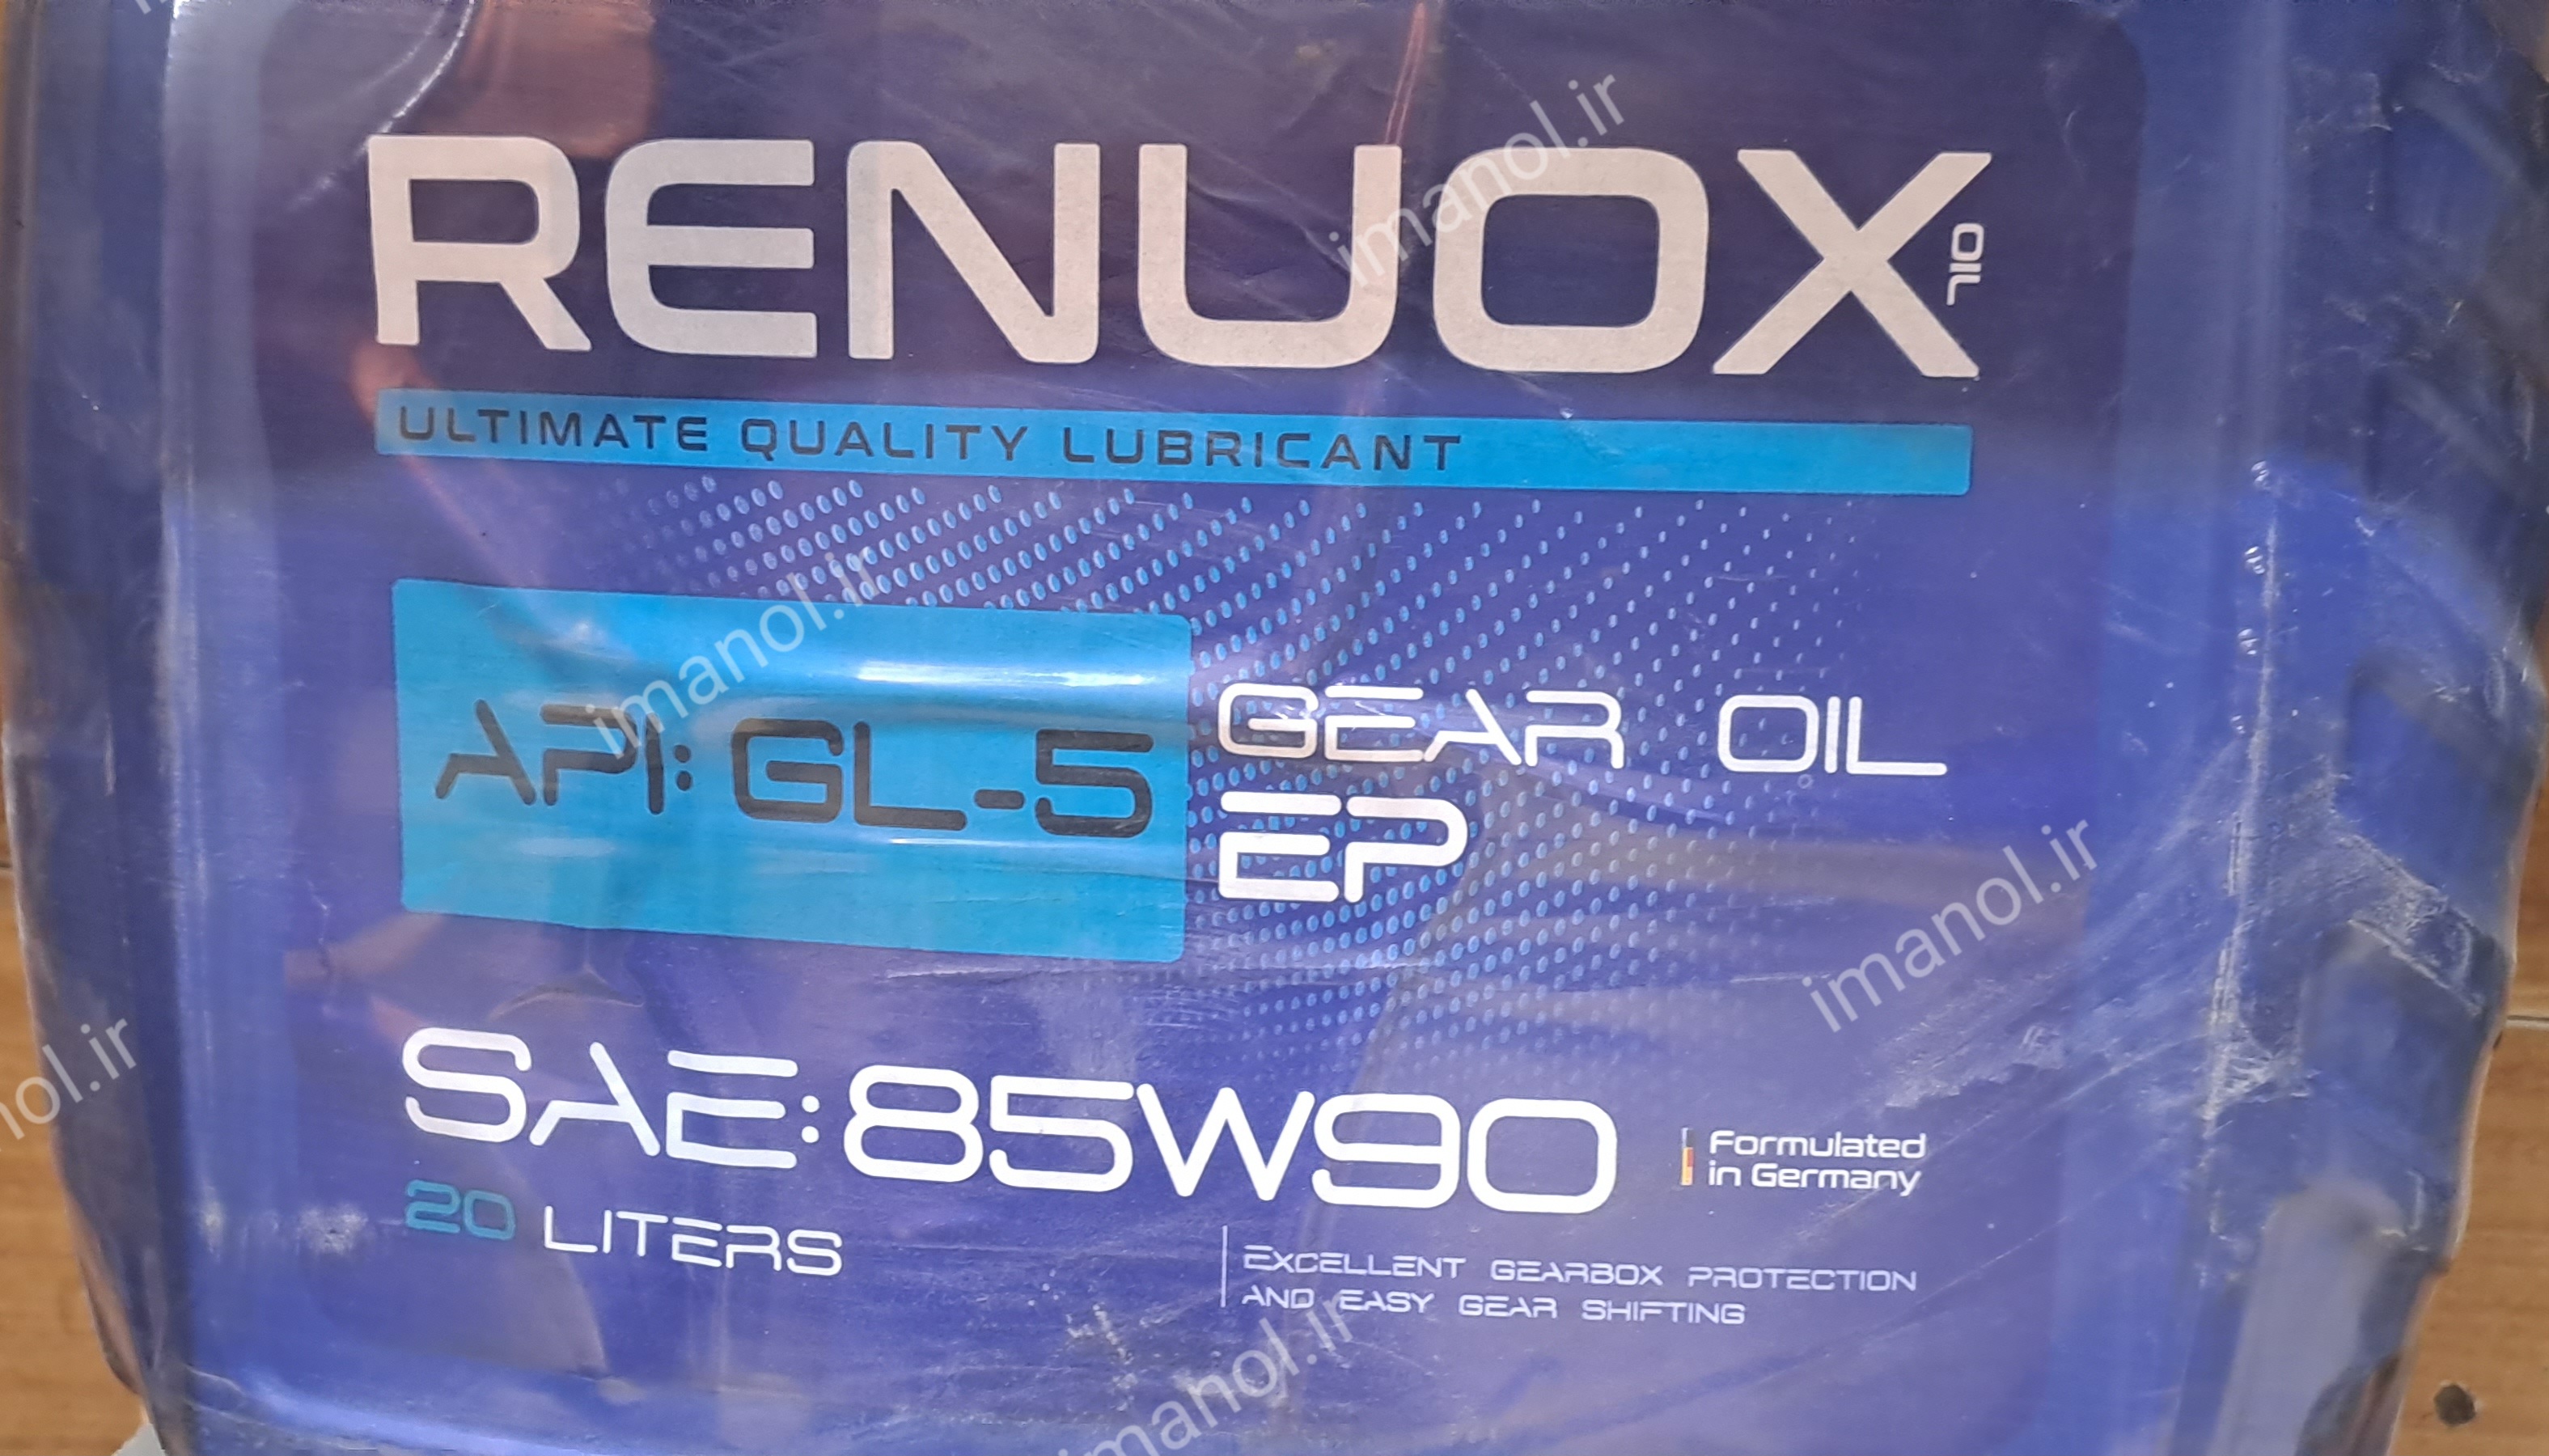 RENUOX
OIL
ULTIMATE QUALITY LUBRICANT
API: GL-5
GEAR OIL
EP
SAE: 85W90
Formulated
in Germany
20 LITERS
EXCELLENT GEARBOX PROTECTION
AND EASY GEAR SHIFTING
imanol.ir
imanol.ir
imanol.ir
nol.ir
imanol.ir